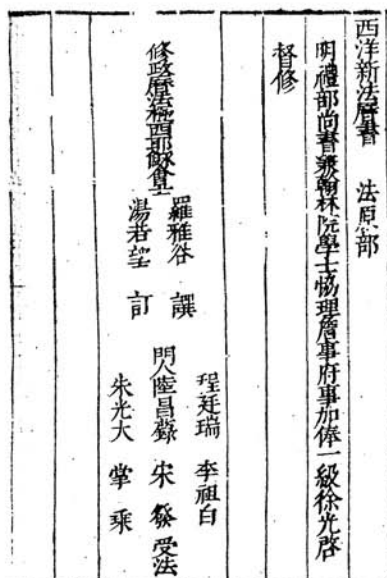 西洋新法曆書　法原部
明禮部尚書兼翰林院學士協理詹事府事加俸一級徐光啓
督修
修政曆法極西耶穌會士
羅雅谷　譔
湯若望　訂
程廷瑞　李祖白
門人陸昌　宋發　受法
朱光大　掌乘